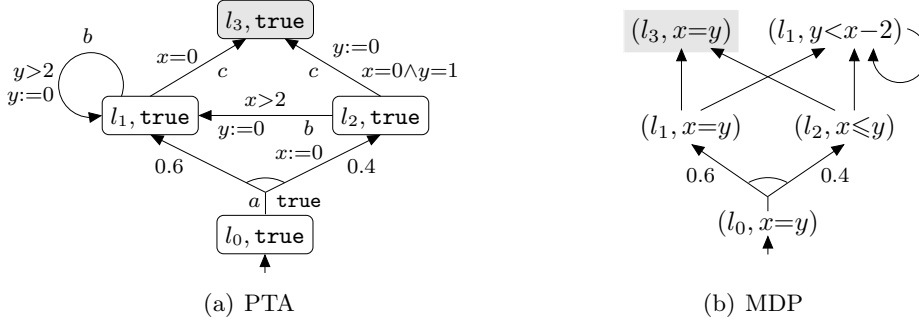 l₃, true
b
x=0
y:=0
y>2
y:=0
c
c
x=0∧y=1
l₁, true
x>2
y:=0
b
l₂, true
0.6
x:=0
0.4
a
true
l₀, true
(a) PTA
(l₃, x=y)
(l₁, y<x−2)
(l₁, x=y)
(l₂, x⩽y)
0.6
0.4
(l₀, x=y)
(b) MDP